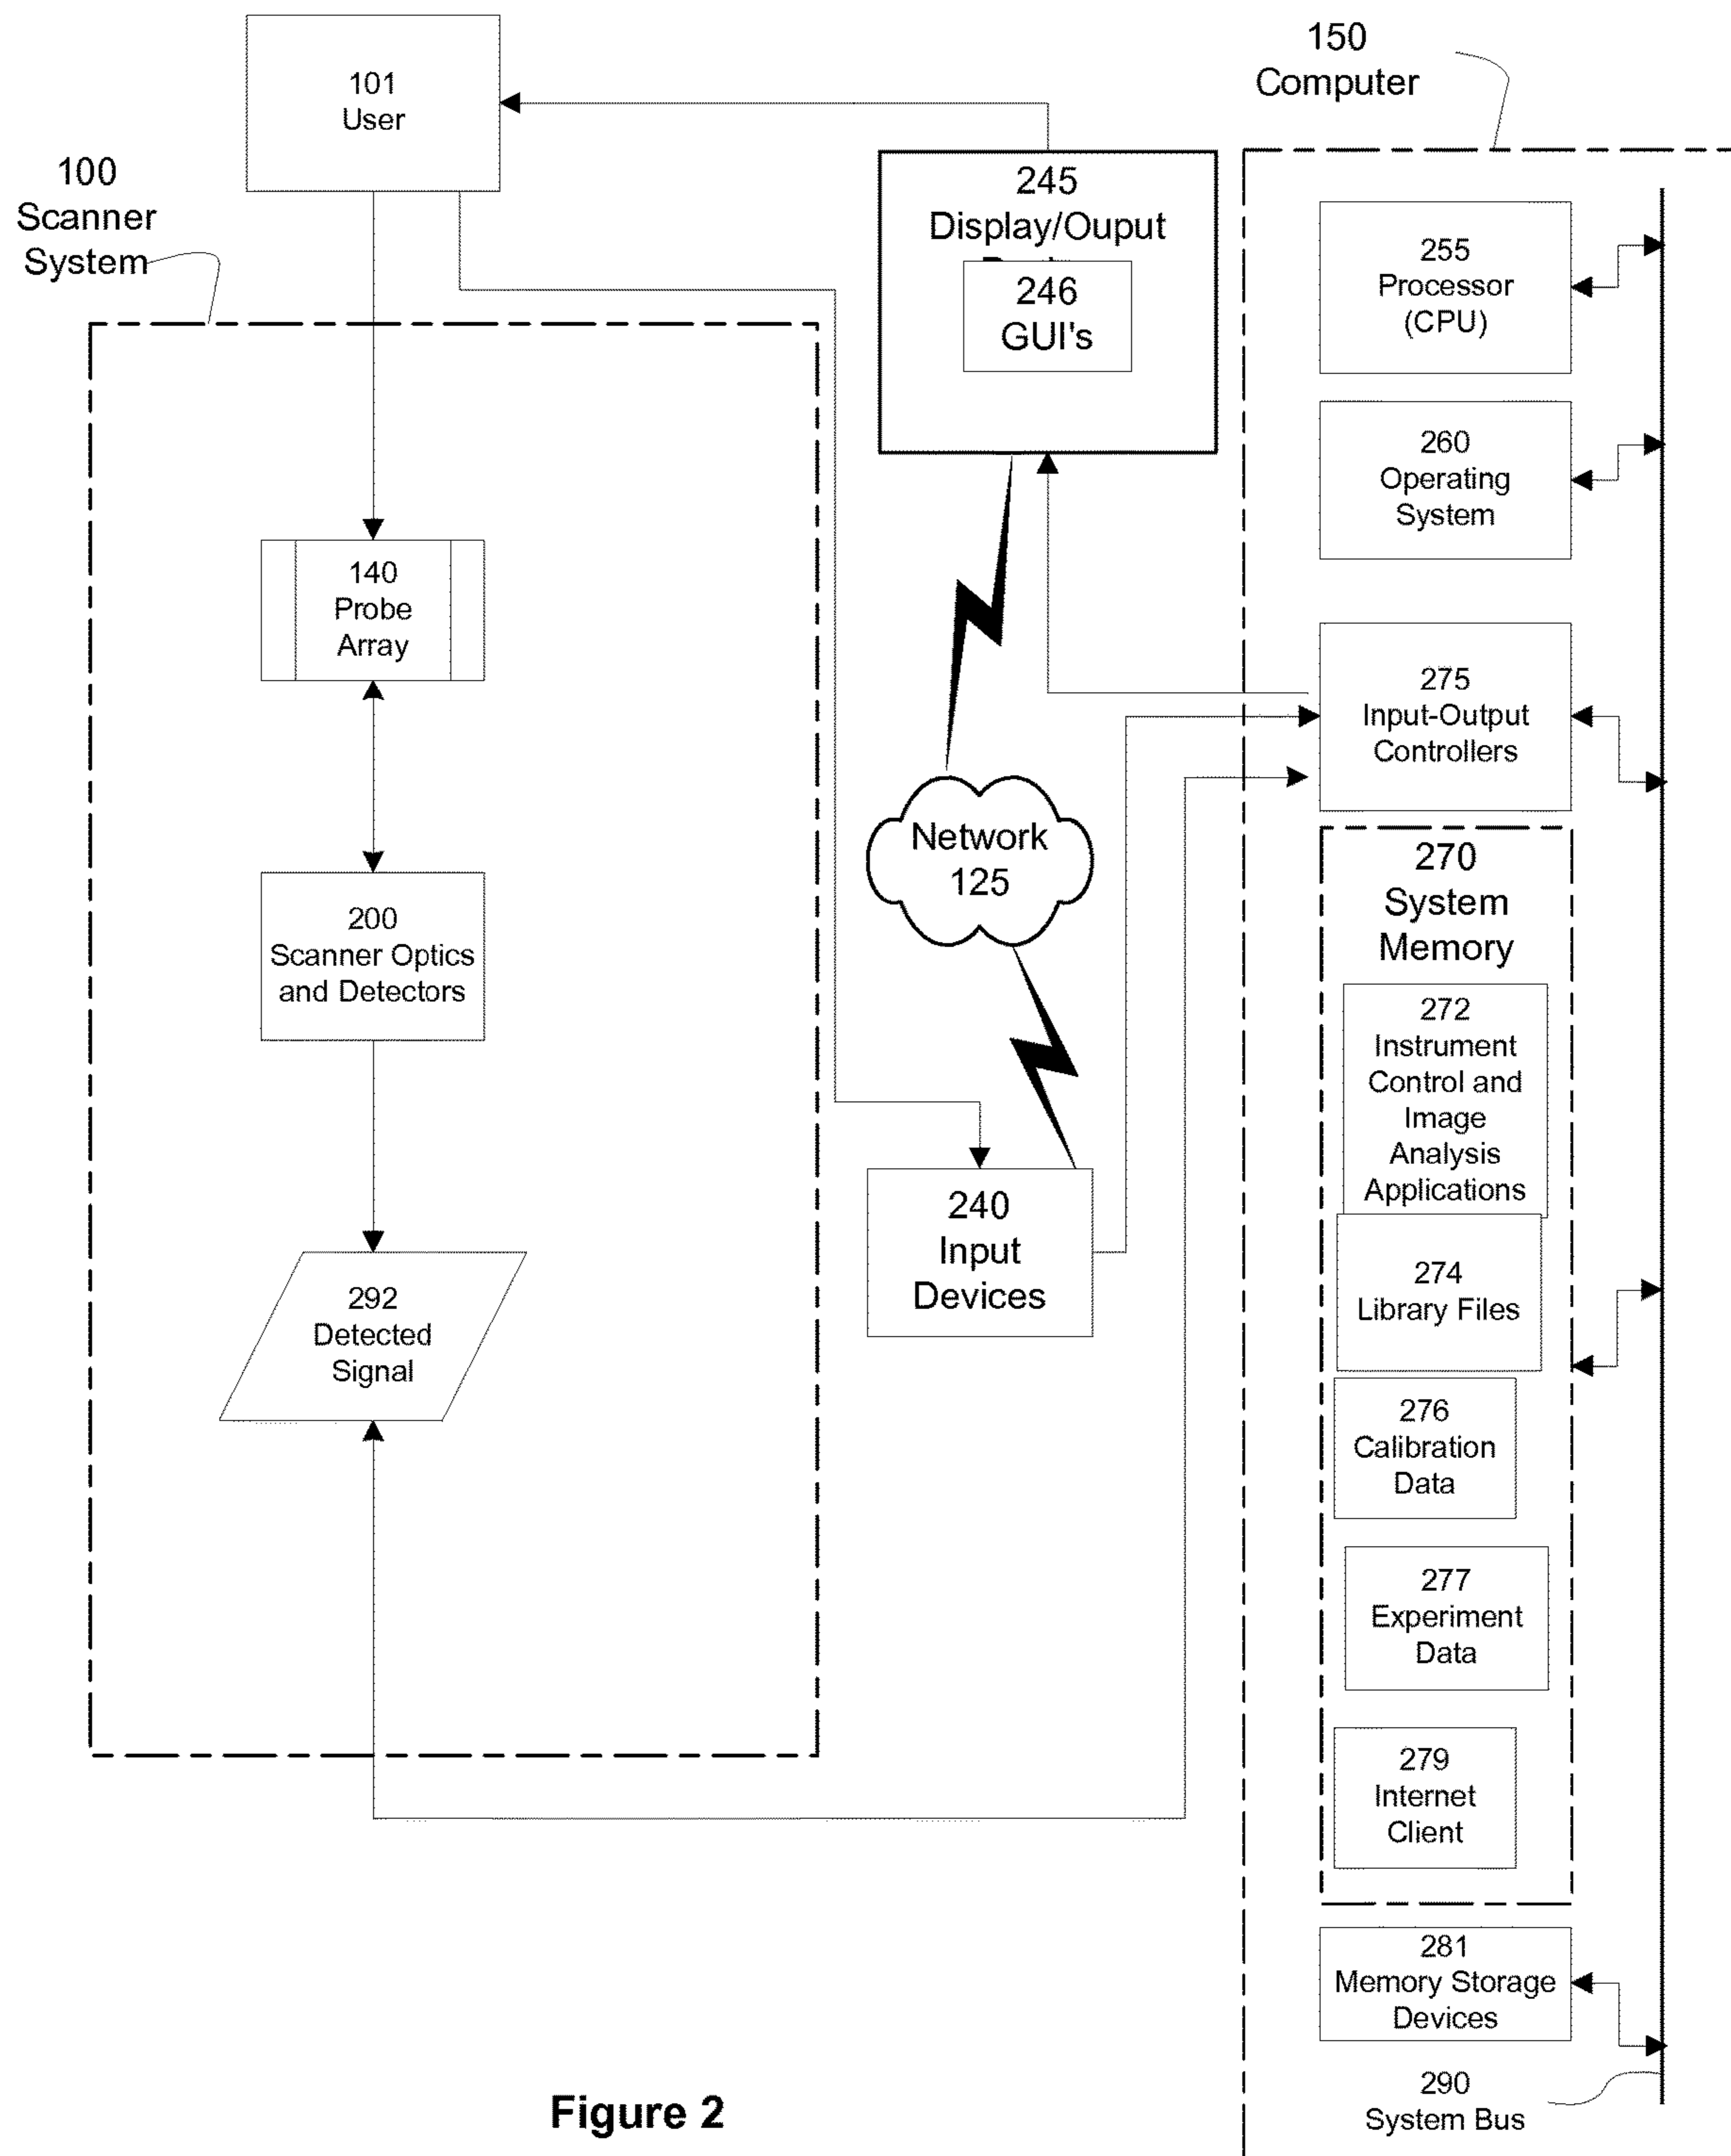 101
User
100
Scanner
System
245
Display/Ouput
246
GUI's
150
Computer
255
Processor
(CPU)
260
Operating
System
140
Probe
Array
275
Input-Output
Controllers
Network
125
200
Scanner Optics
and Detectors
270
System
Memory
272
Instrument
Control and
Image
Analysis
Applications
240
Input
Devices
274
Library Files
292
Detected
Signal
276
Calibration
Data
277
Experiment
Data
279
Internet
Client
281
Memory Storage
Devices
290
System Bus
Figure 2